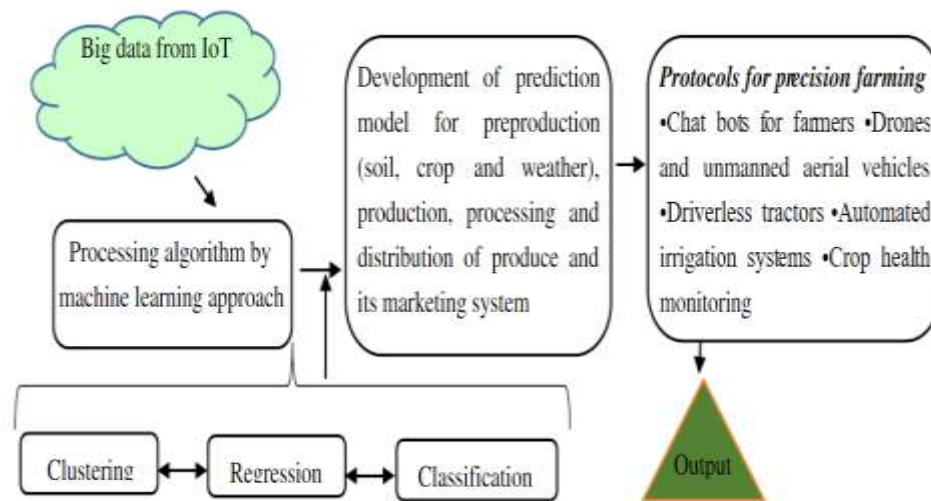 Big data from IoT
Processing algorithm by
machine learning approach
Development of prediction
model for preproduction
(soil, crop and weather),
production, processing and
distribution of produce and
its marketing system
Protocols for precision farming
•Chat bots for farmers •Drones
and unmanned aerial vehicles
•Driverless tractors •Automated
irrigation systems •Crop health
monitoring
Clustering
Regression
Classification
Output